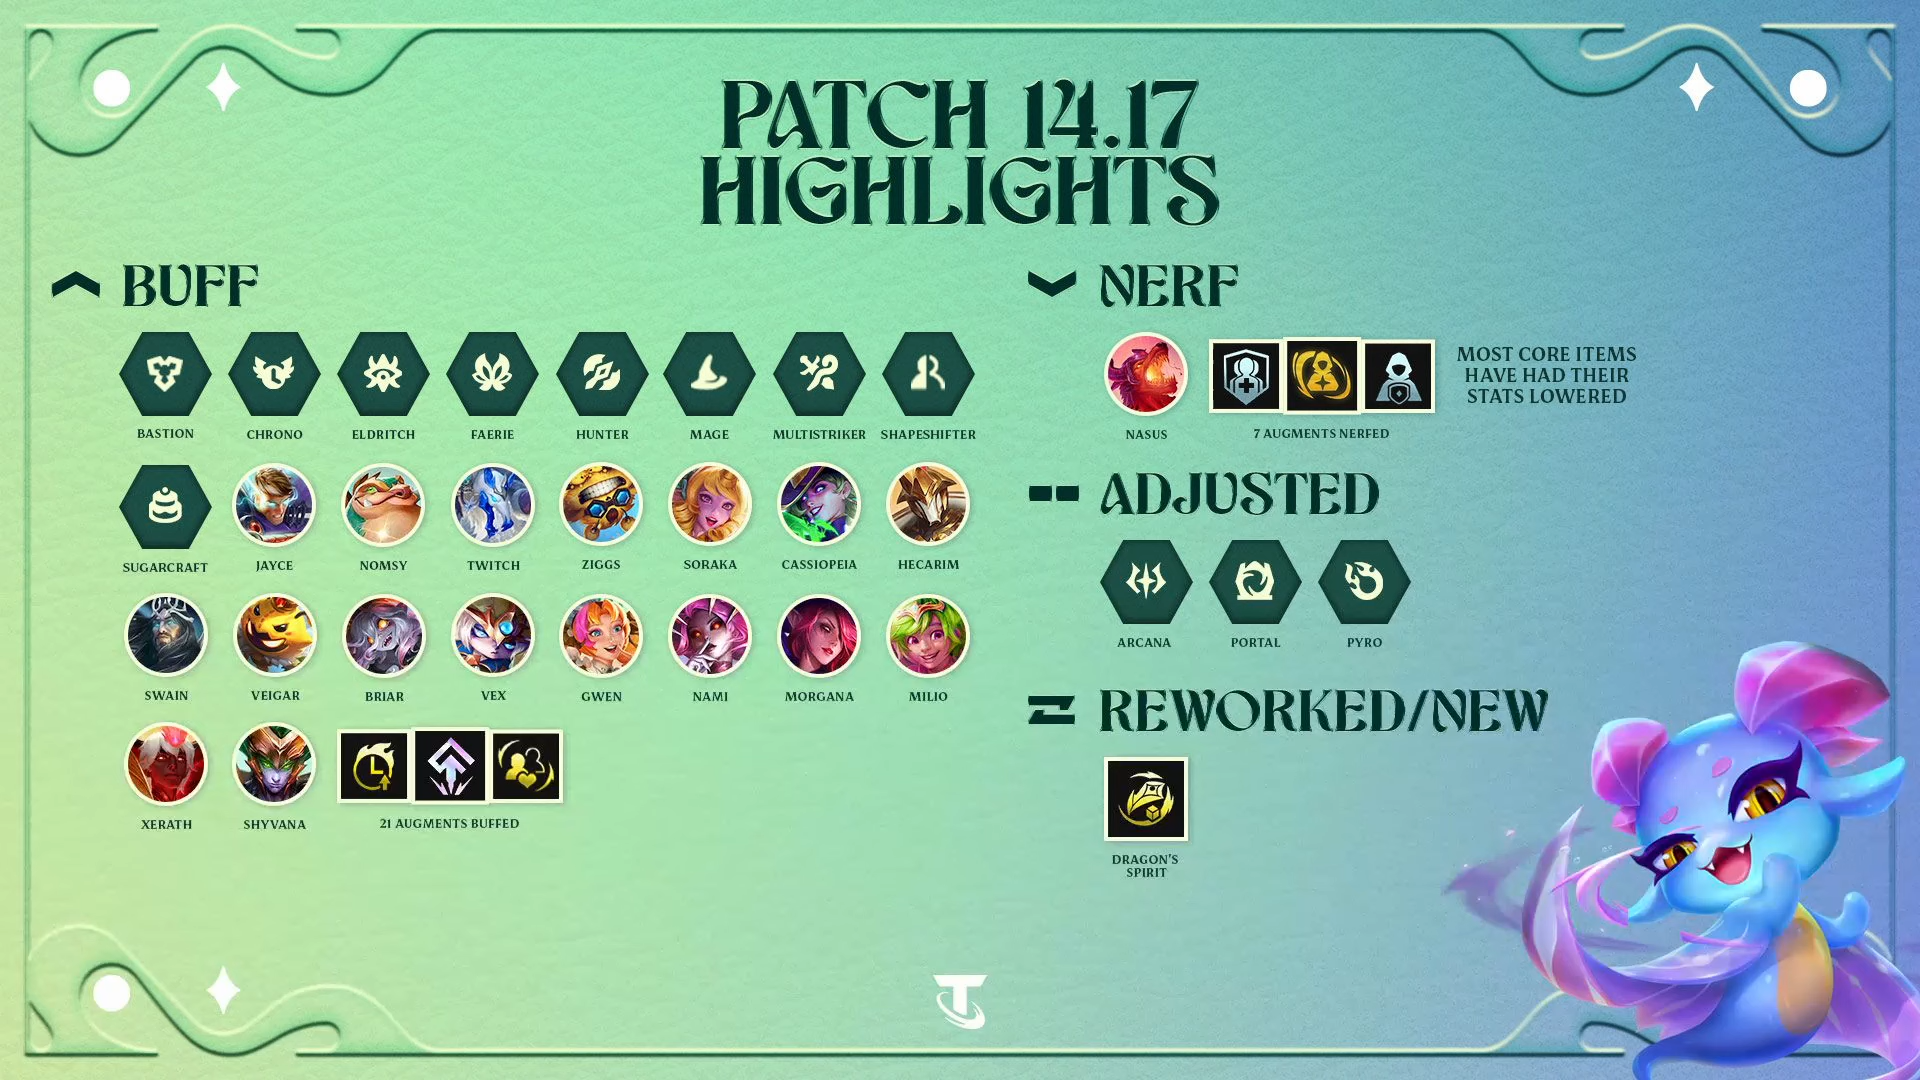 PATCH 14.17
HIGHLIGHTS
BUFF
BASTION
CHRONO
ELDRITCH
FAERIE
HUNTER
MAGE
MULTISTRIKER
SHAPESHIFTER
SUGARCRAFT
JAYCE
NOMSY
TWITCH
ZIGGS
SORAKA
CASSIOPEIA
HECARIM
SWAIN
VEIGAR
BRIAR
VEX
GWEN
NAMI
MORGANA
MILIO
XERATH
SHYVANA
21 AUGMENTS BUFFED
NERF
NASUS
7 AUGMENTS NERFED
MOST CORE ITEMS
HAVE HAD THEIR
STATS LOWERED
ADJUSTED
ARCANA
PORTAL
PYRO
REWORKED/NEW
DRAGON'S
SPIRIT